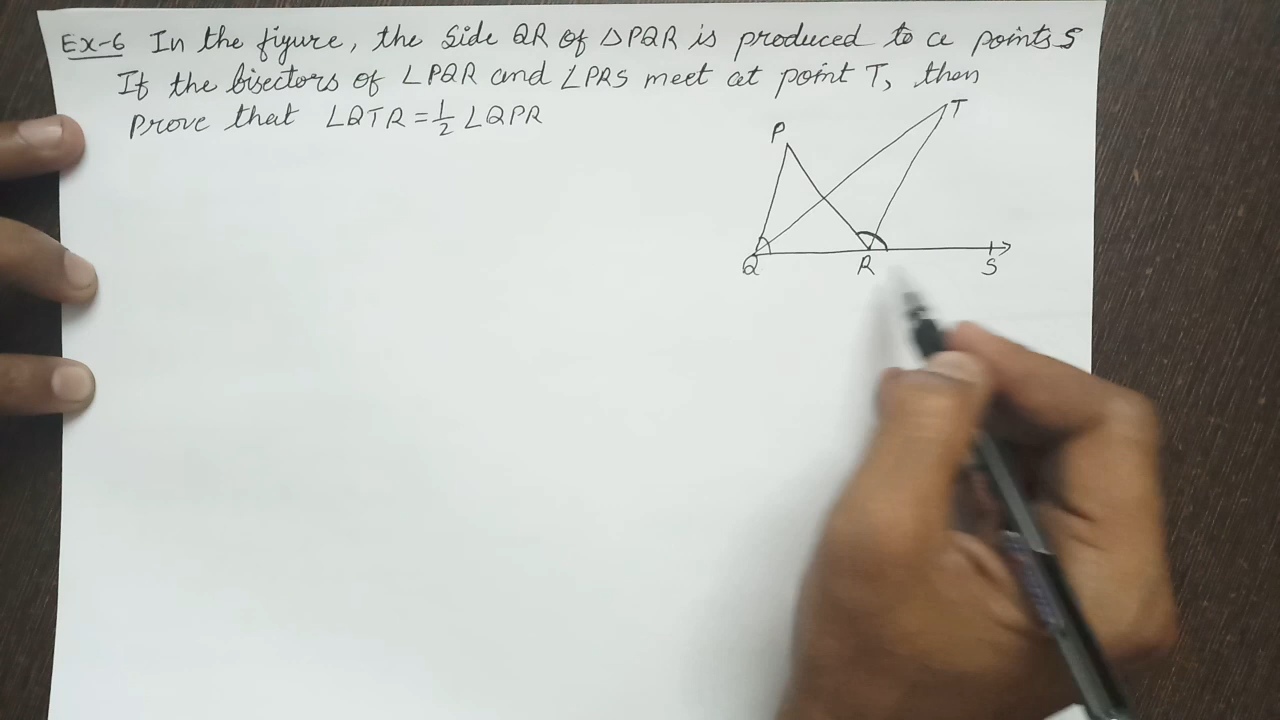 Ex-6 In the figure, the Side QR of △PQR is produced to a points S
If the bisectors of ∠PQR and ∠PRS meet at point T, then
Prove that ∠QTR = 1/2 ∠QPR
T
P
Q R S